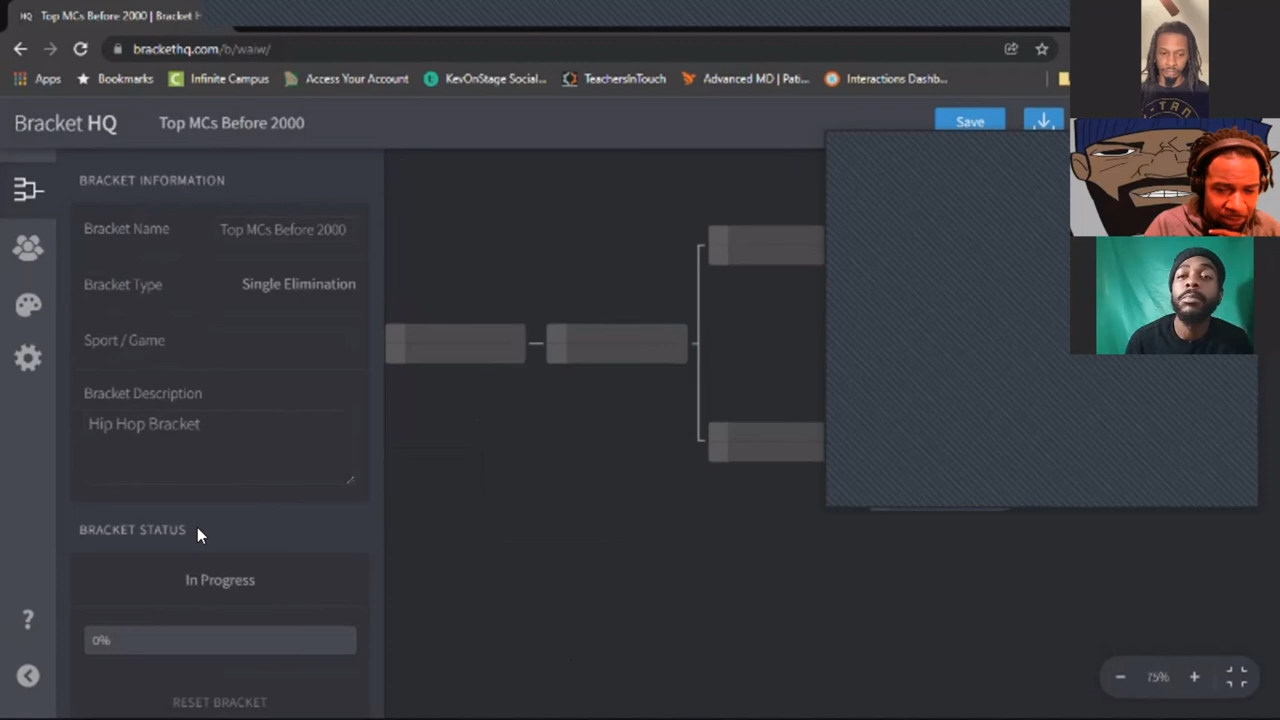 HQ Top MCs Before 2000 | Bracket H
brackethq.com/b/waiw/
Apps Bookmarks Infinite Campus Access Your Account KevOnStage Social... TeachersInTouch Advanced MD | Pati... Interactions Dashb...
Bracket HQ Top MCs Before 2000 Save
BRACKET INFORMATION
Bracket Name Top MCs Before 2000
Bracket Type Single Elimination
Sport / Game
Bracket Description
Hip Hop Bracket
BRACKET STATUS
In Progress
0%
RESET BRACKET
?
− 75% +